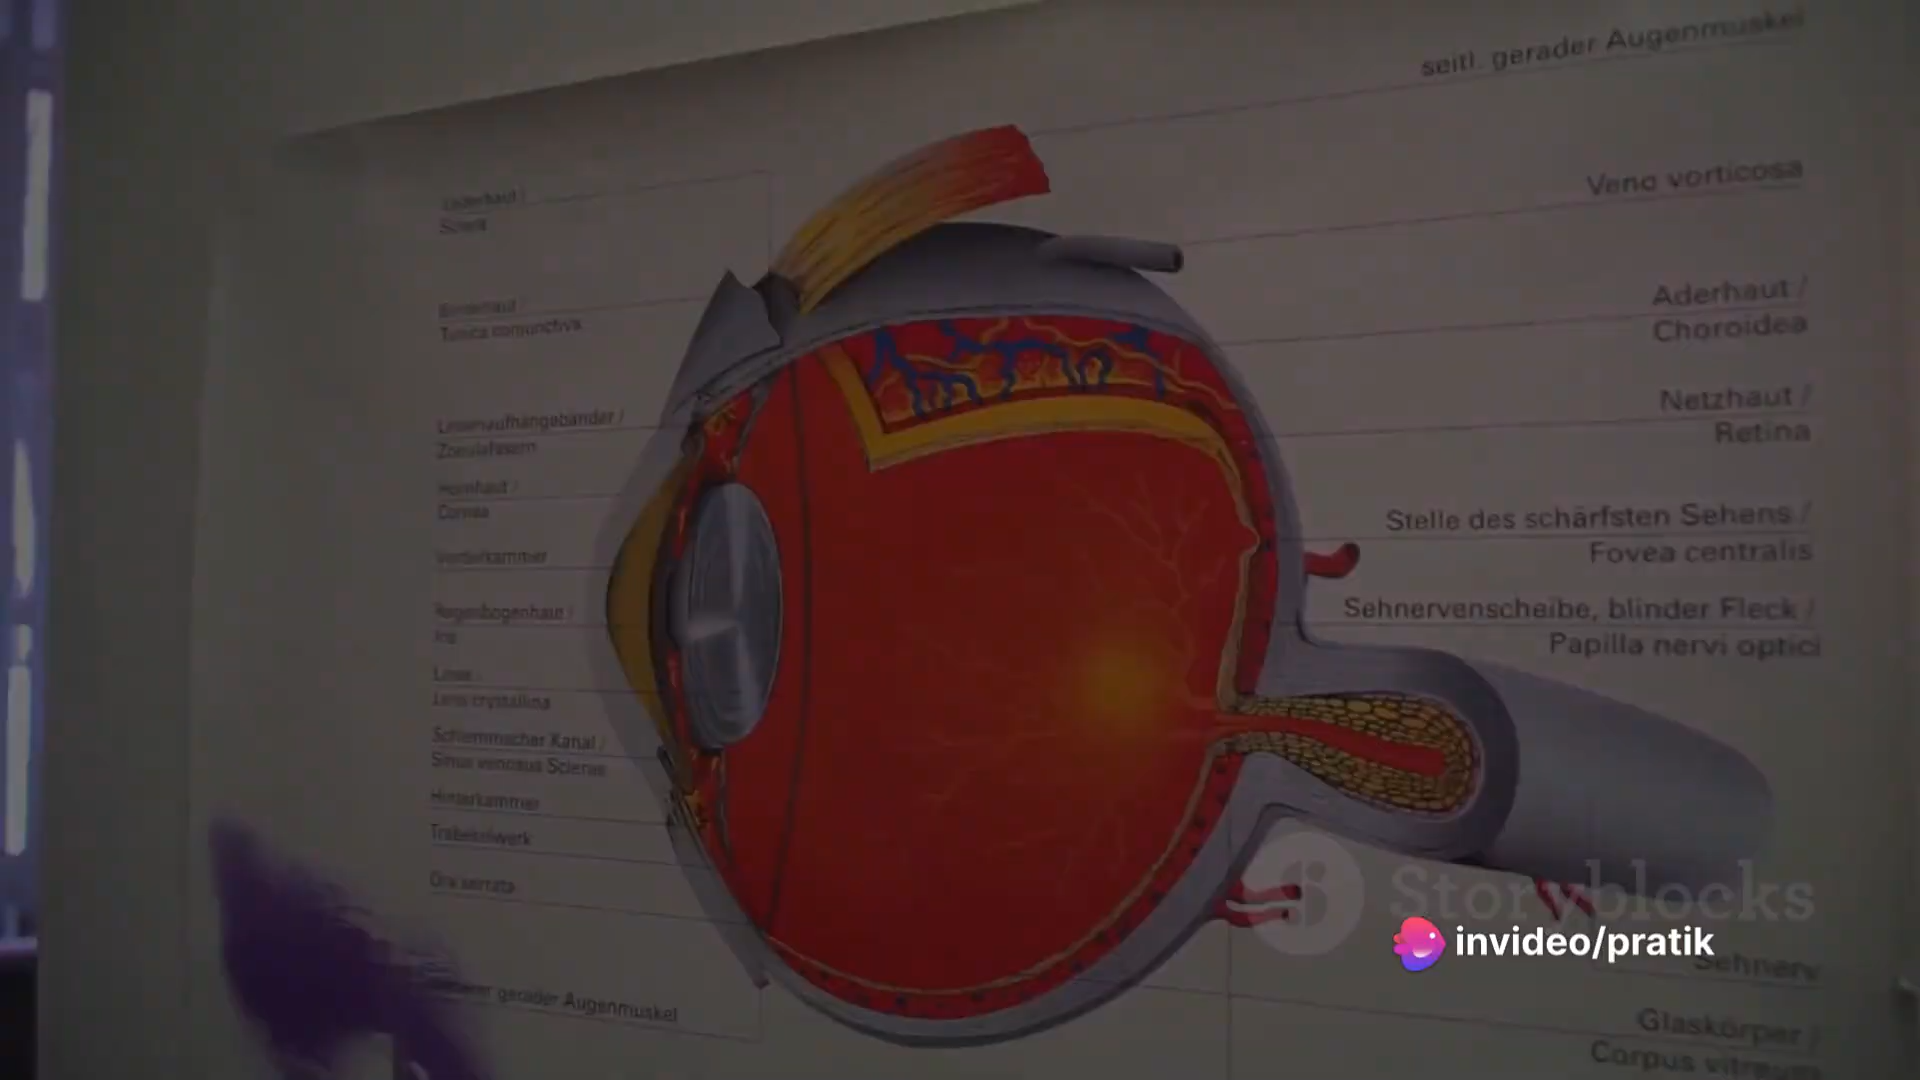 seitl. gerader Augenmuskel
Lederhaut /
Sclera
Bindehaut /
Tunica conjunctiva
Linsenaufhängebänder /
Zonulafasern
Hornhaut /
Cornea
Vorderkammer
Regenbogenhaut /
Iris
Linse /
Lens crystallina
Schlemmscher Kanal /
Sinus venosus Sclerae
Hinterkammer
Trabekelwerk
Ora serrata
gerader Augenmuskel
Vena vorticosa
Aderhaut /
Choroidea
Netzhaut /
Retina
Stelle des schärfsten Sehens /
Fovea centralis
Sehnervenscheibe, blinder Fleck /
Papilla nervi optici
Storyblocks
invideo/pratik
Sehnerv
Glaskörper /
Corpus vitreum